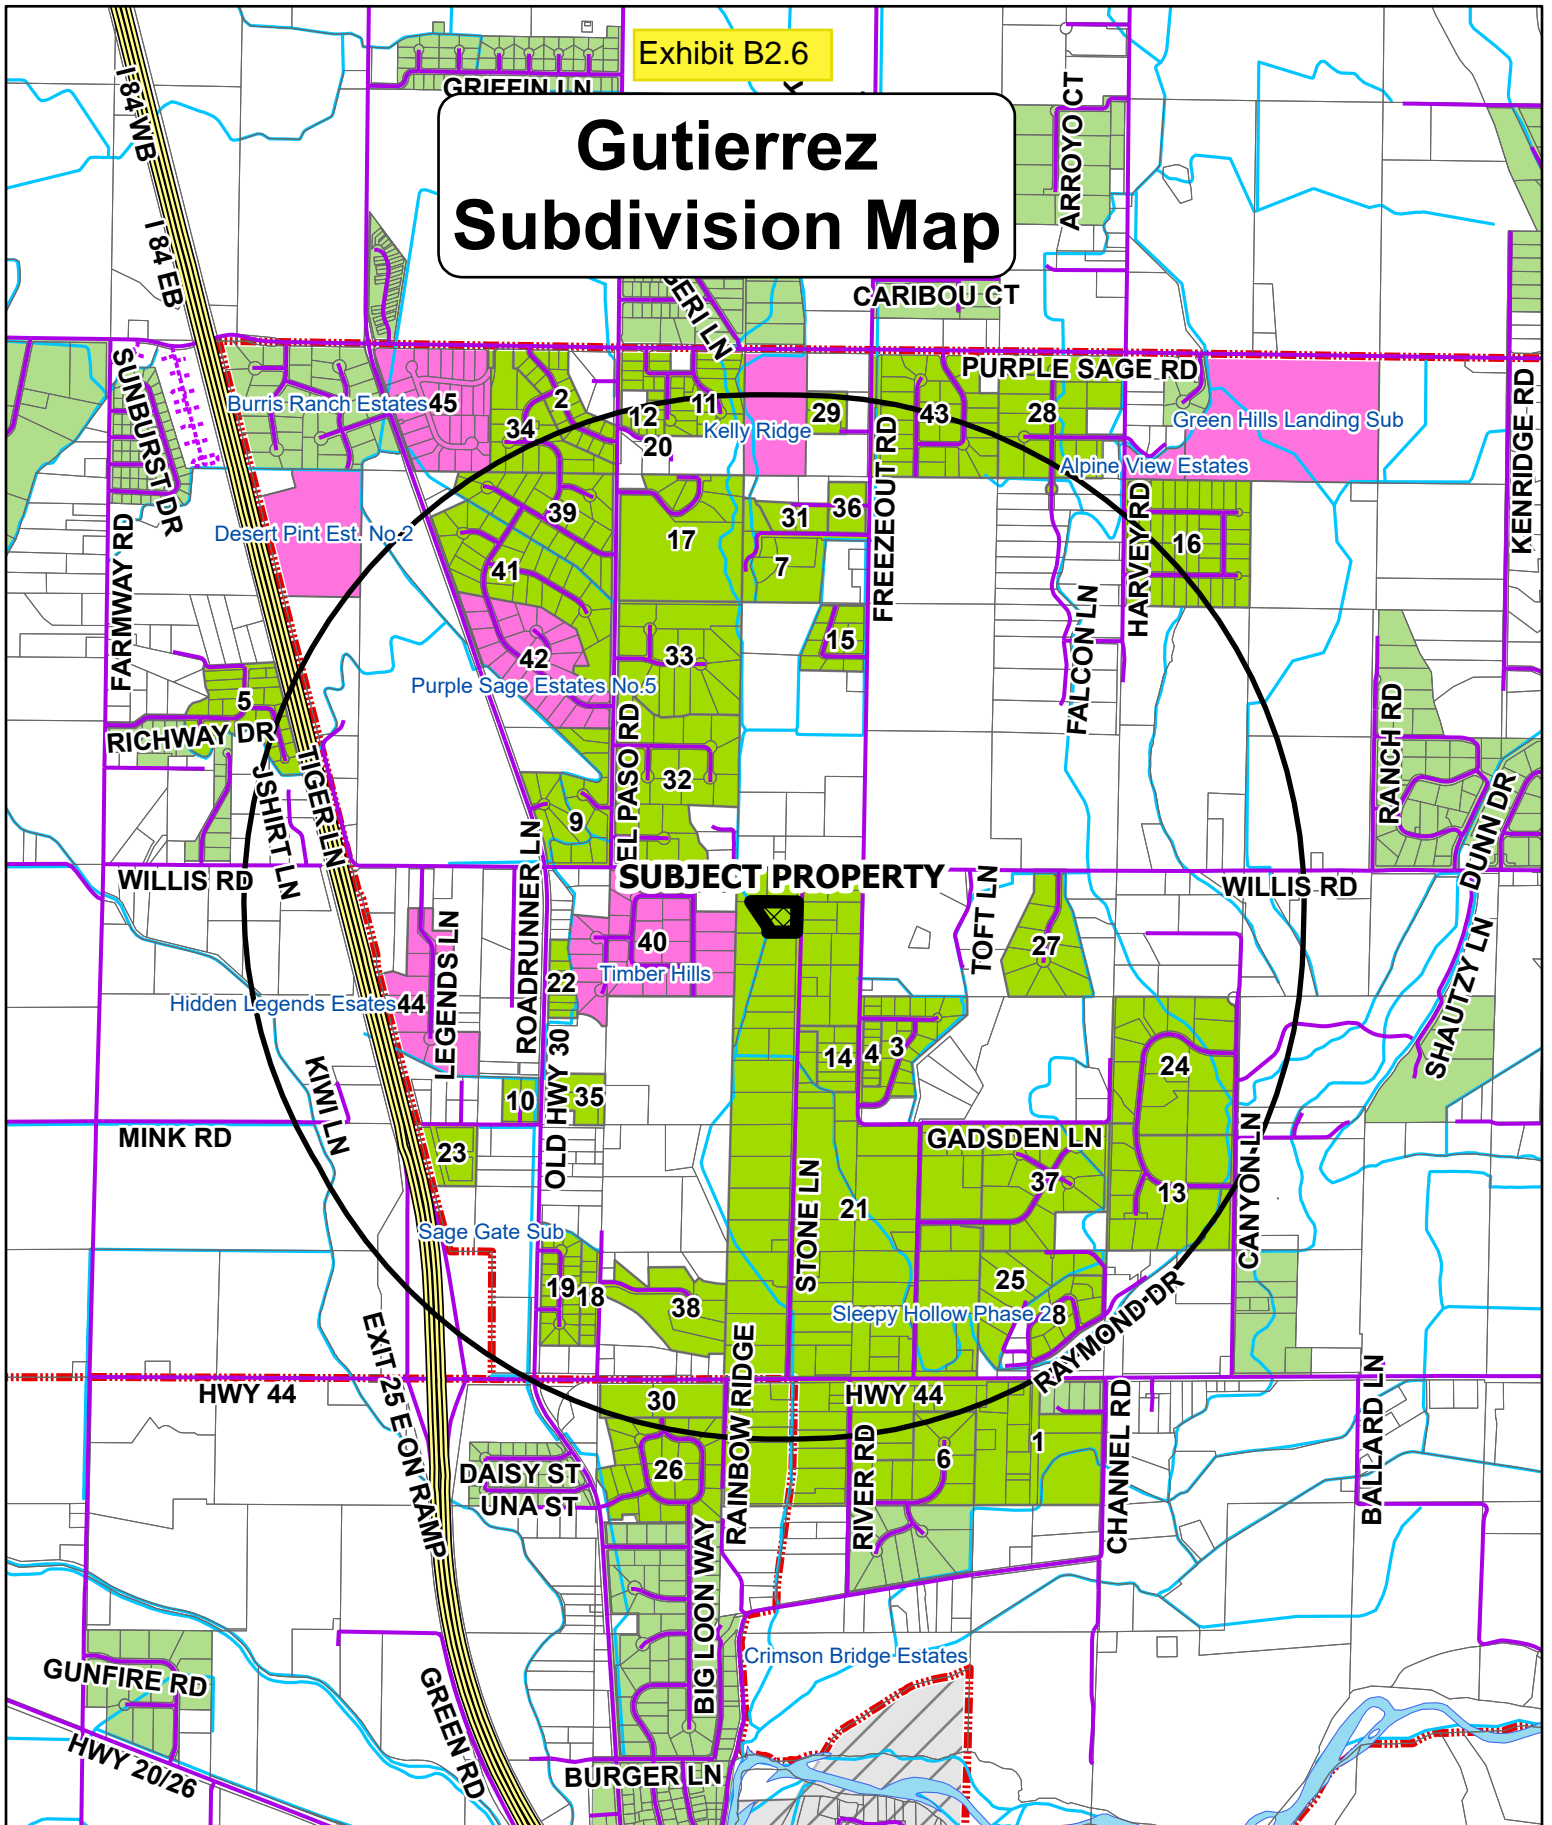 Exhibit B2.6
GRIFFIN LN
Gutierrez
Subdivision Map
I 84 WB
I 84 EB
ARROYO CT
CARIBOU CT
PURPLE SAGE RD
SUNBURST DR
Burris Ranch Estates
45
2
34
12
11
20
Kelly Ridge
29
43
28
Green Hills Landing Sub
Alpine View Estates
KENRIDGE RD
FARMWAY RD
Desert Pint Est. No.2
39
17
31
36
7
FREEZEOUT RD
HARVEY RD
16
41
42
33
15
FALCON LN
Purple Sage Estates No.5
5
RICHWAY DR
TIGER LN
JSHIRT LN
EL PASO RD
32
9
RANCH RD
DUNN DR
ROADRUNNER LN
WILLIS RD
SUBJECT PROPERTY
WILLIS RD
TOFT LN
27
40
Timber Hills
22
LEGENDS LN
Hidden Legends Esates
44
SHAUTZY LN
14
4
3
24
KIWI LN
10
OLD HWY 30
35
MINK RD
23
GADSDEN LN
37
13
CANYON LN
STONE LN
21
Sage Gate Sub
19
18
38
25
8
Sleepy Hollow Phase 2
RAYMOND DR
EXIT 25 E ON RAMP
HWY 44
HWY 44
30
RAINBOW RIDGE
RIVER RD
6
1
CHANNEL RD
BALLARD LN
26
DAISY ST
UNA ST
BIG LOON WAY
Crimson Bridge Estates
GUNFIRE RD
GREEN RD
HWY 20/26
BURGER LN